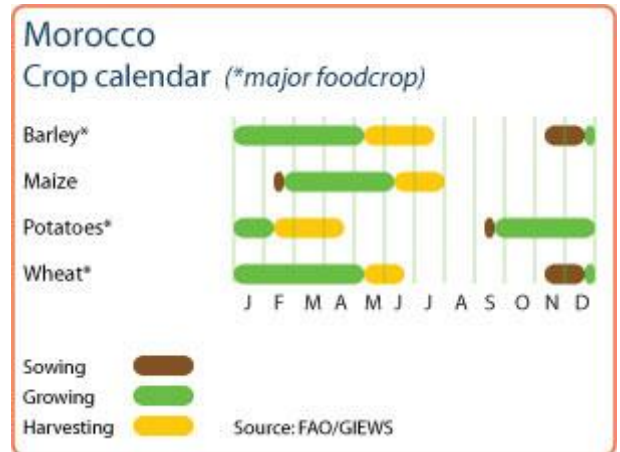 Morocco
Crop calendar (*major foodcrop)
Barley*
Maize
Potatoes*
Wheat*
J F M A M J J A S O N D
Sowing
Growing
Harvesting Source: FAO/GIEWS